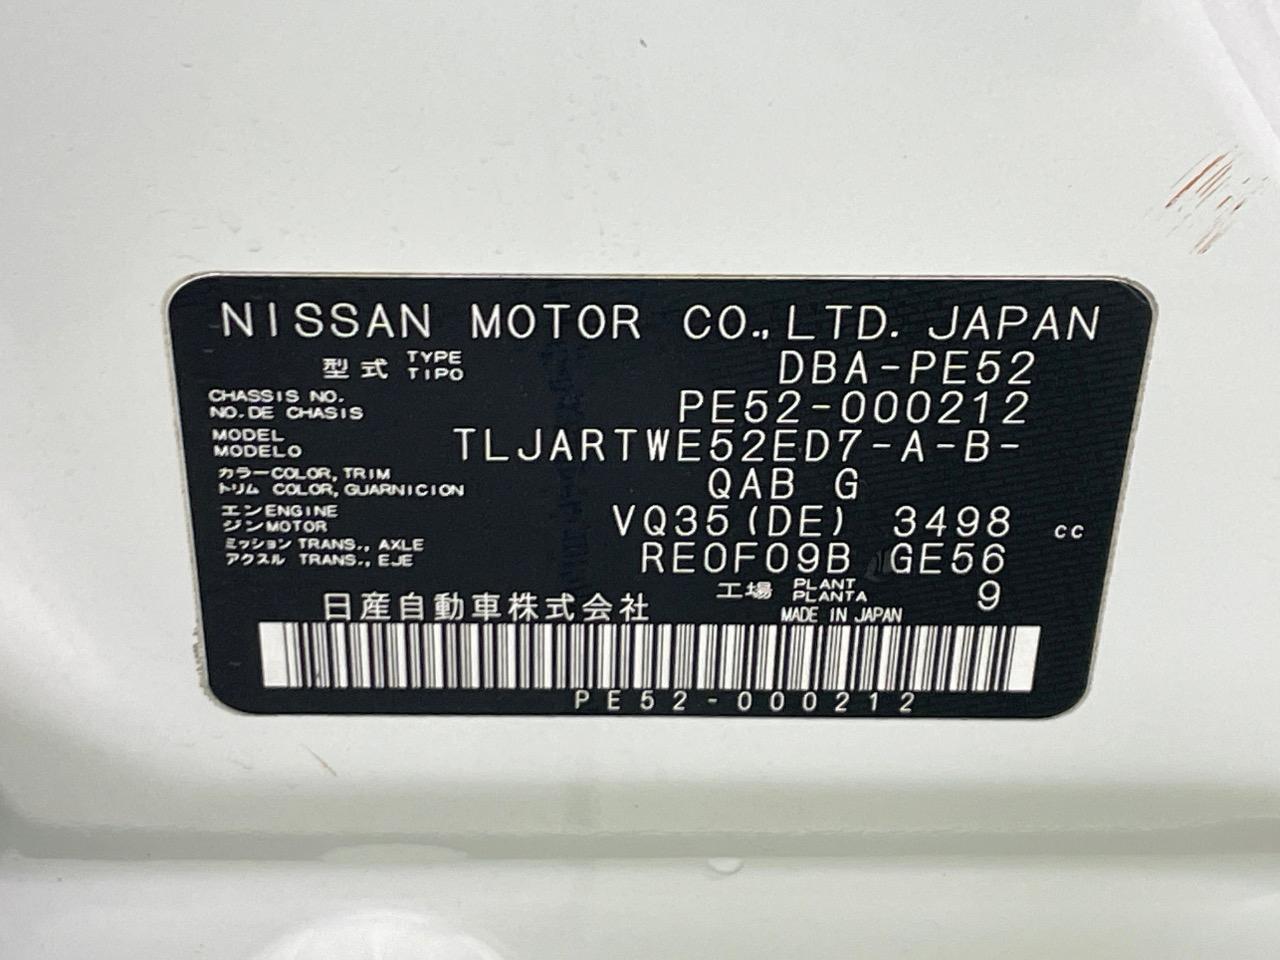 NISSAN MOTOR CO., LTD. JAPAN
型式 TYPE TIPO DBA-PE52
CHASSIS NO.
NO. DE CHASIS PE52-000212
MODEL
MODELO TLJARTWE52ED7-A-B-
カラー COLOR, TRIM
トリム COLOR, GUARNICION QAB G
エン ENGINE
ジン MOTOR VQ35(DE) 3498 cc
ミッション TRANS., AXLE
アクスル TRANS., EJE RE0F09B GE56
工場 PLANT PLANTA 9
日産自動車株式会社 MADE IN JAPAN
PE52-000212